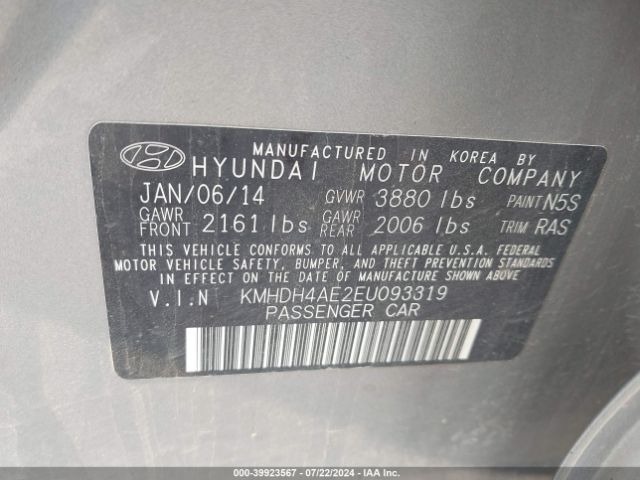 MANUFACTURED IN KOREA BY
HYUNDAI MOTOR COMPANY
JAN/06/14 GVWR 3880 lbs PAINT N5S
GAWR FRONT 2161 lbs GAWR REAR 2006 lbs TRIM RAS
THIS VEHICLE CONFORMS TO ALL APPLICABLE U.S.A. FEDERAL
MOTOR VEHICLE SAFETY, BUMPER, AND THEFT PREVENTION STANDARDS
IN EFFECT ON THE DATE OF MANUFACTURE SHOWN ABOVE.
V.I.N KMHDH4AE2EU093319
PASSENGER CAR
000-39923567 - 07/22/2024 - IAA Inc.